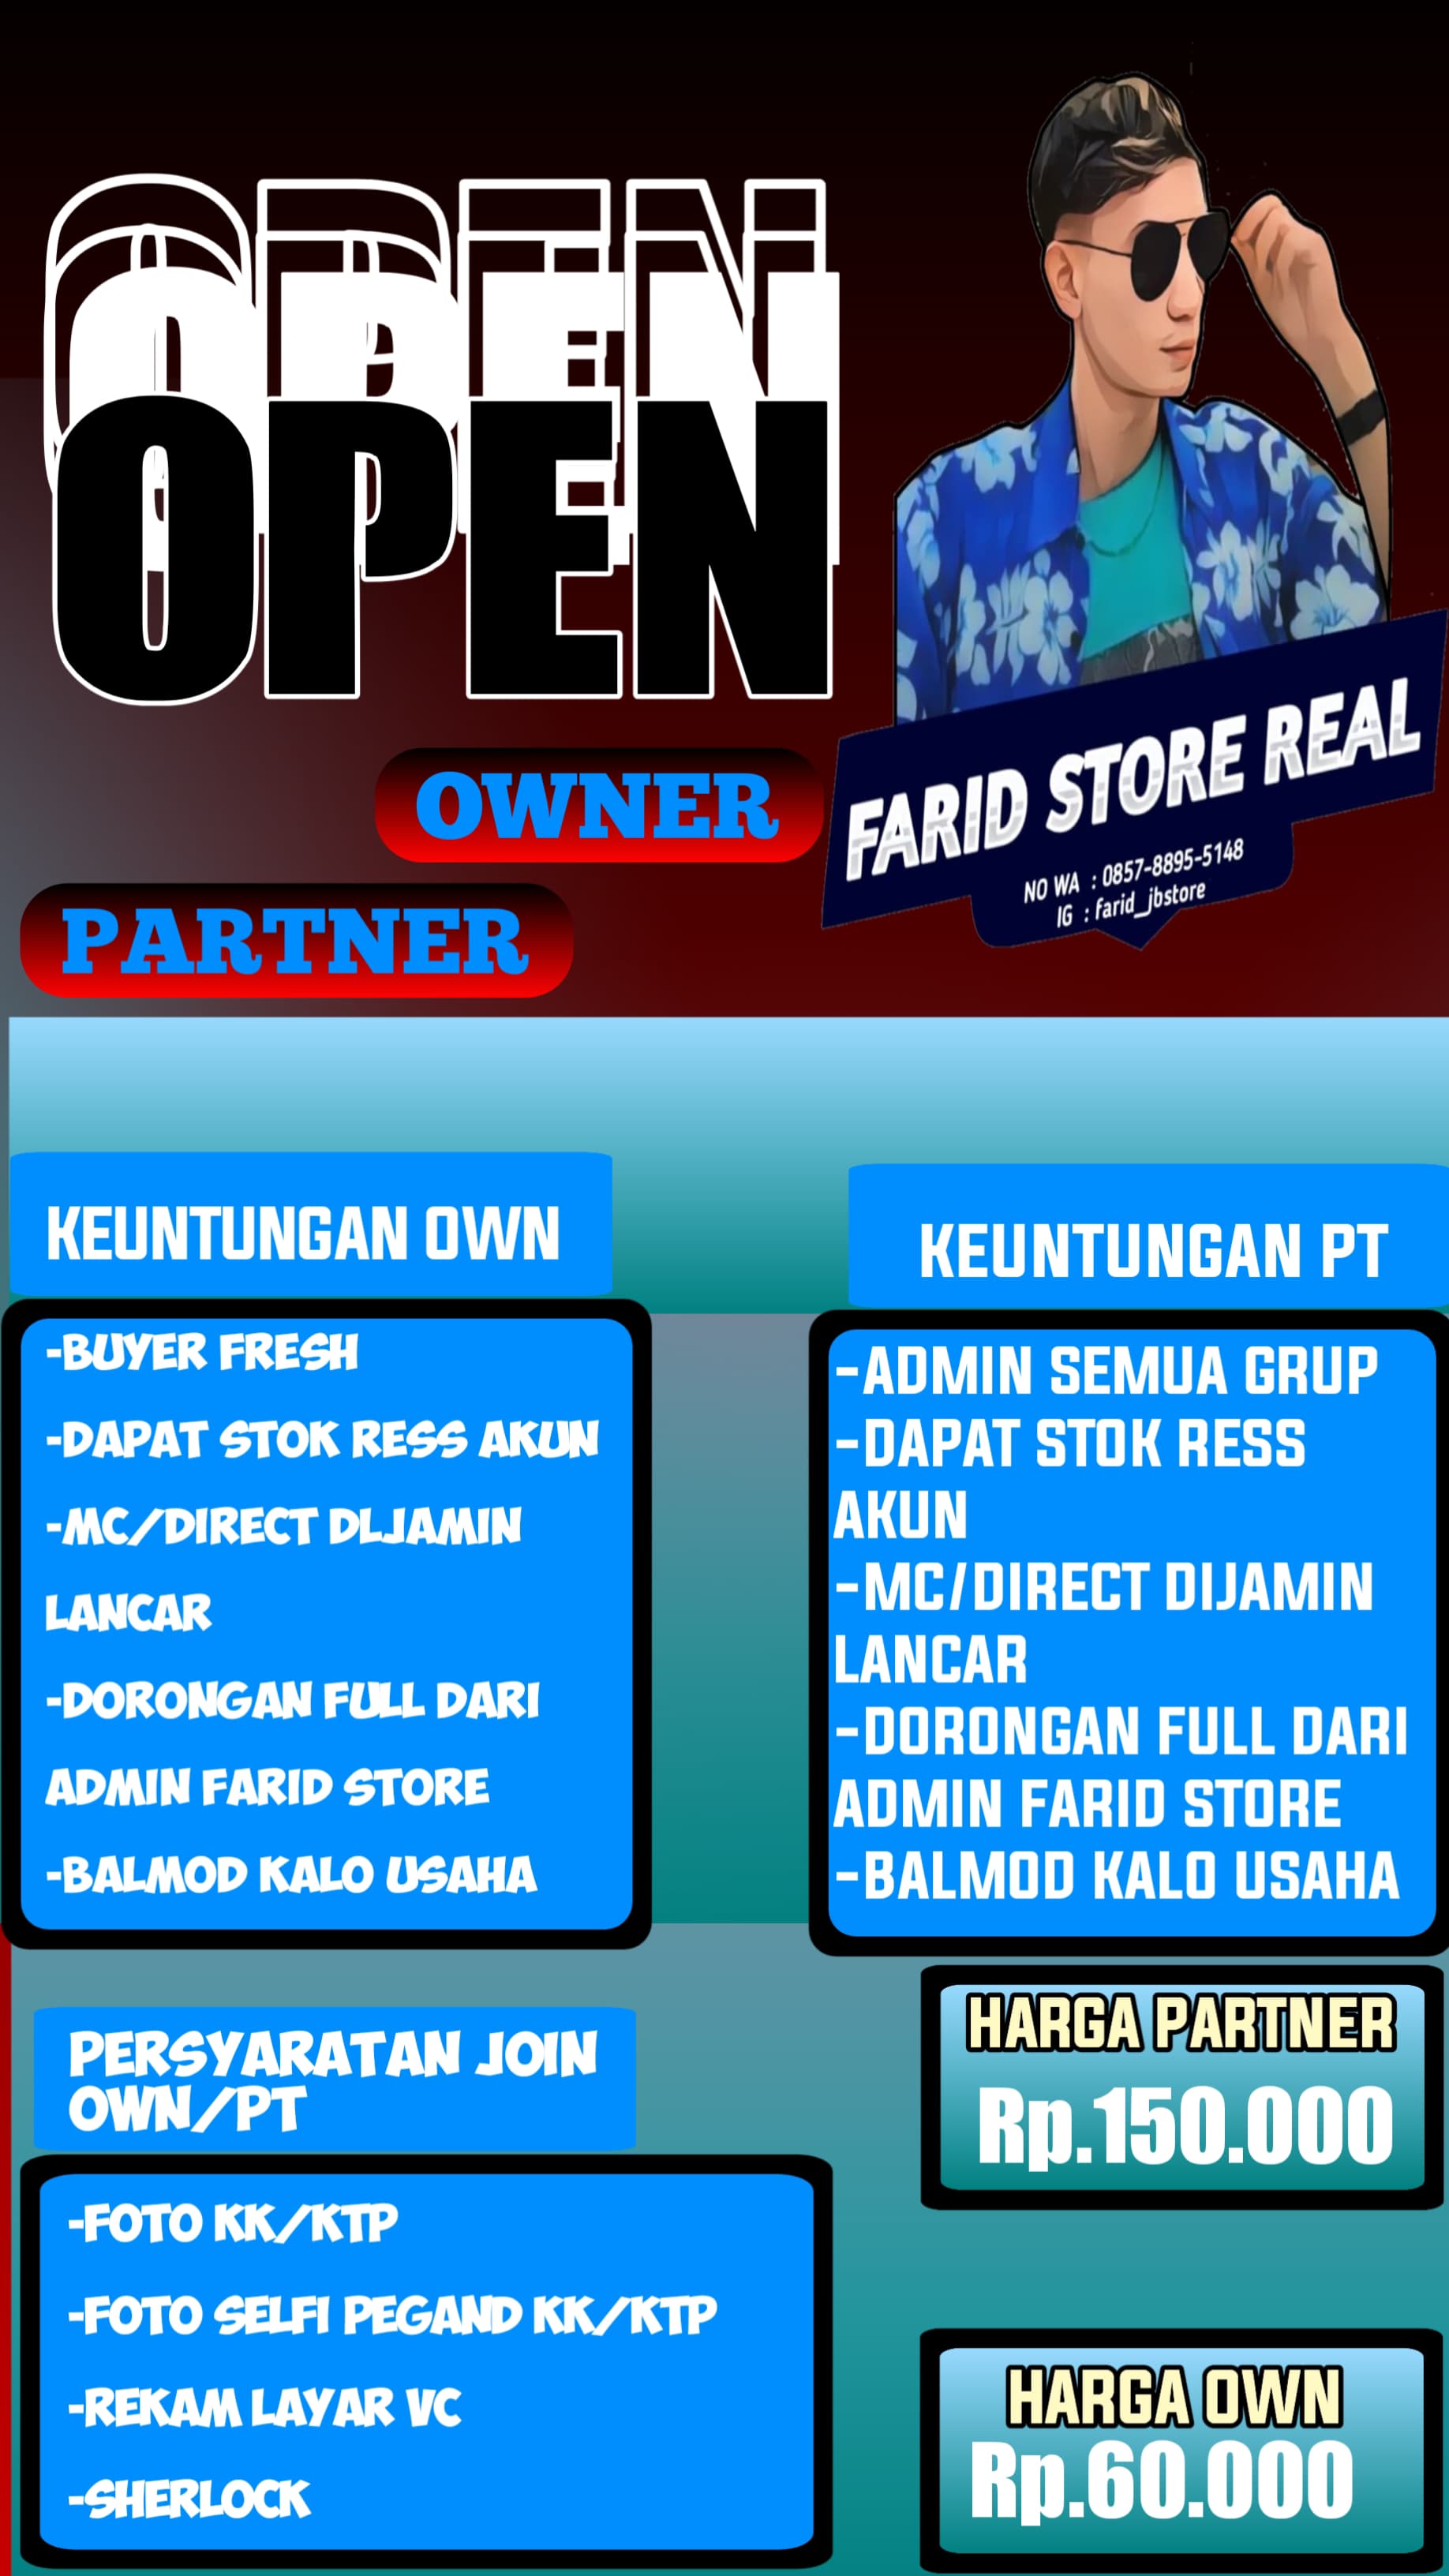 OPEN
OWNER
PARTNER
FARID STORE REAL
NO WA : 0857-8895-5148
IG : farid_jbstore
KEUNTUNGAN OWN
-BUYER FRESH
-DAPAT STOK RESS AKUN
-MC/DIRECT DIJAMIN
LANCAR
-DORONGAN FULL DARI
ADMIN FARID STORE
-BALMOD KALO USAHA
KEUNTUNGAN PT
-ADMIN SEMUA GRUP
-DAPAT STOK RESS
AKUN
-MC/DIRECT DIJAMIN
LANCAR
-DORONGAN FULL DARI
ADMIN FARID STORE
-BALMOD KALO USAHA
PERSYARATAN JOIN
OWN/PT
-FOTO KK/KTP
-FOTO SELFI PEGAND KK/KTP
-REKAM LAYAR VC
-SHERLOCK
HARGA PARTNER
Rp.150.000
HARGA OWN
Rp.60.000